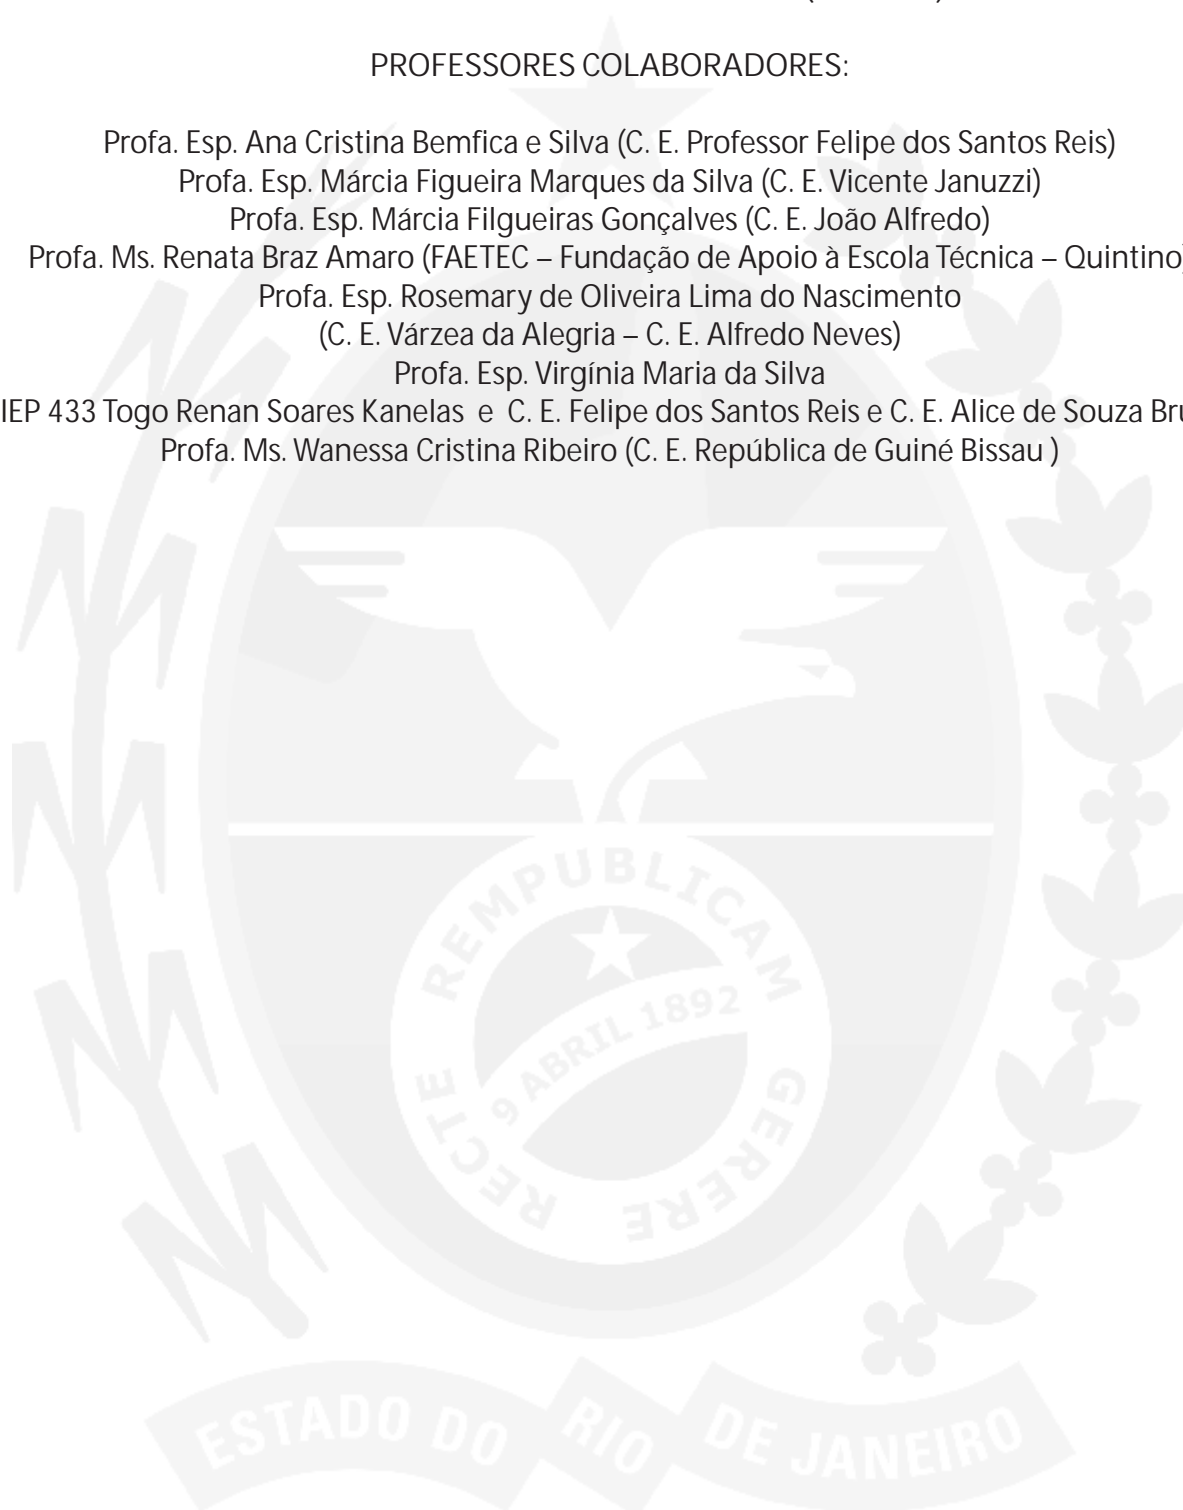 PROFESSORES COLABORADORES:
Profa. Esp. Ana Cristina Bemfica e Silva (C. E. Professor Felipe dos Santos Reis)
Profa. Esp. Márcia Figueira Marques da Silva (C. E. Vicente Januzzi)
Profa. Esp. Márcia Filgueiras Gonçalves (C. E. João Alfredo)
Profa. Ms. Renata Braz Amaro (FAETEC – Fundação de Apoio à Escola Técnica – Quintino)
Profa. Esp. Rosemary de Oliveira Lima do Nascimento
(C. E. Várzea da Alegria – C. E. Alfredo Neves)
Profa. Esp. Virgínia Maria da Silva
IEP 433 Togo Renan Soares Kanelas e C. E. Felipe dos Santos Reis e C. E. Alice de Souza Bru
Profa. Ms. Wanessa Cristina Ribeiro (C. E. República de Guiné Bissau )
RECTE REMPUBLICAM GERERE
9 ABRIL 1892
ESTADO DO RIO DE JANEIRO